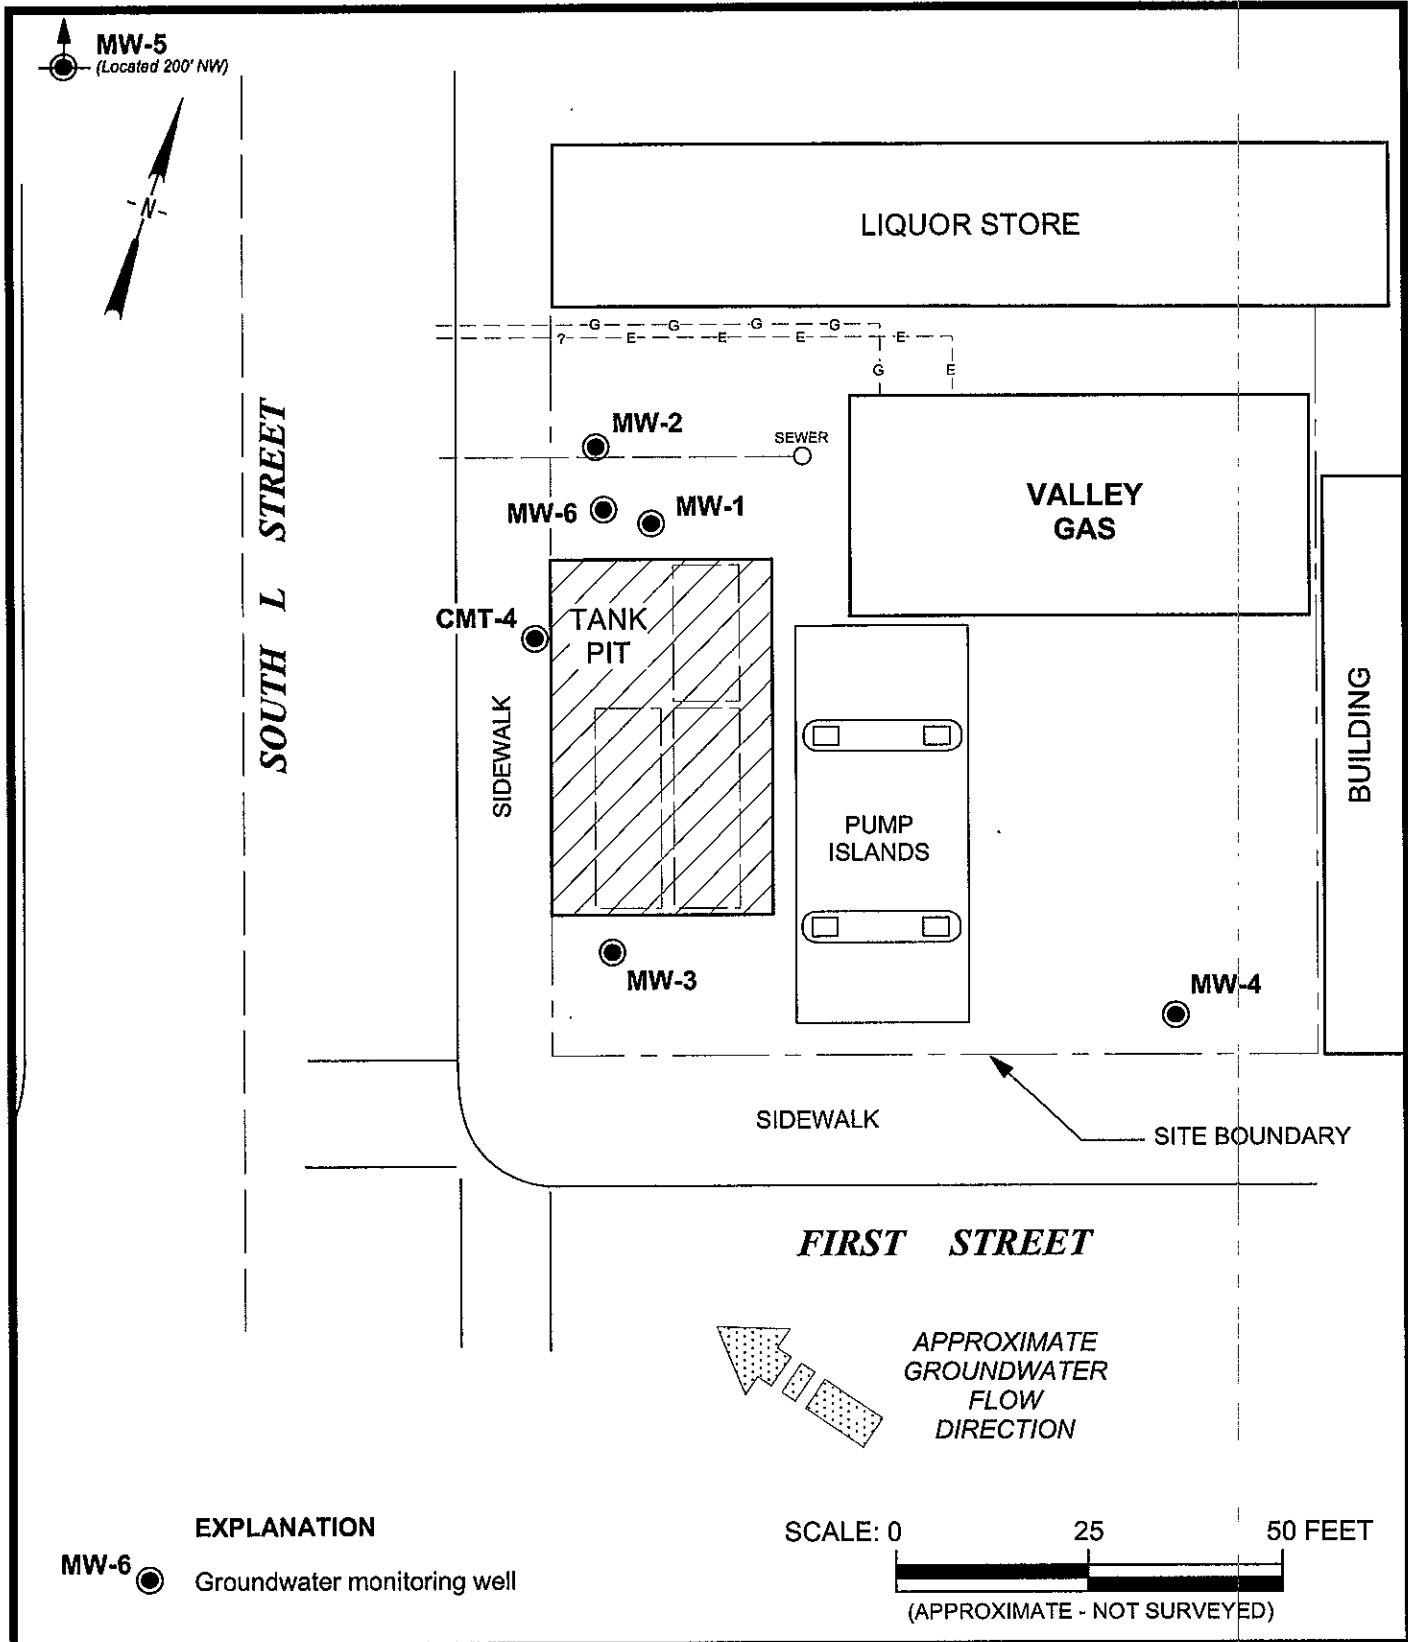 MW-5
(Located 200' NW)
N
LIQUOR STORE
G G G G
? E E E E
G E
MW-2
SEWER
MW-6
MW-1
VALLEY
GAS
SOUTH L STREET
CMT-4
TANK
PIT
SIDEWALK
BUILDING
PUMP
ISLANDS
MW-3
MW-4
SIDEWALK
SITE BOUNDARY
FIRST STREET
APPROXIMATE
GROUNDWATER
FLOW
DIRECTION
EXPLANATION
MW-6
Groundwater monitoring well
SCALE: 0 25 50 FEET
(APPROXIMATE - NOT SURVEYED)